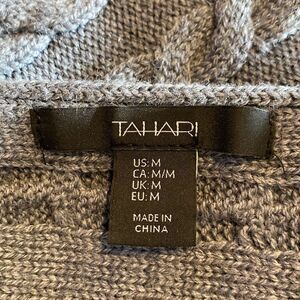 TAHARI
US: M
CA: M/M
UK: M
EU: M
MADE IN
CHINA